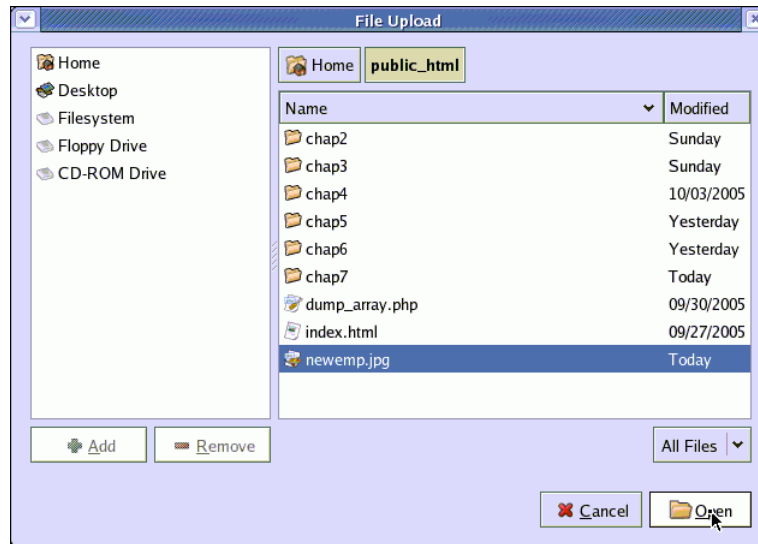 File Upload
Home
Desktop
Filesystem
Floppy Drive
CD-ROM Drive
Add
Remove
Home public_html
Name Modified
chap2 Sunday
chap3 Sunday
chap4 10/03/2005
chap5 Yesterday
chap6 Yesterday
chap7 Today
dump_array.php 09/30/2005
index.html 09/27/2005
newemp.jpg Today
All Files
Cancel
Open